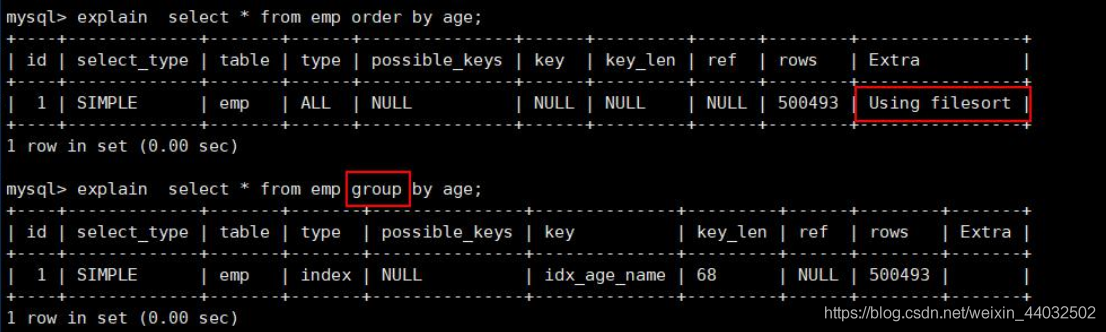 mysql> explain  select * from emp order by age;
+----+-------------+-------+------+---------------+------+---------+------+--------+----------------+
| id | select_type | table | type | possible_keys | key  | key_len | ref  | rows   | Extra          |
+----+-------------+-------+------+---------------+------+---------+------+--------+----------------+
|  1 | SIMPLE      | emp   | ALL  | NULL          | NULL | NULL    | NULL | 500493 | Using filesort |
+----+-------------+-------+------+---------------+------+---------+------+--------+----------------+
1 row in set (0.00 sec)
mysql> explain  select * from emp group by age;
+----+-------------+-------+-------+---------------+--------------+---------+------+--------+-------+
| id | select_type | table | type  | possible_keys | key          | key_len | ref  | rows   | Extra |
+----+-------------+-------+-------+---------------+--------------+---------+------+--------+-------+
|  1 | SIMPLE      | emp   | index | NULL          | idx_age_name | 68      | NULL | 500493 |       |
+----+-------------+-------+-------+---------------+--------------+---------+------+--------+-------+
1 row in set (0.00 sec)
https://blog.csdn.net/weixin_44032502